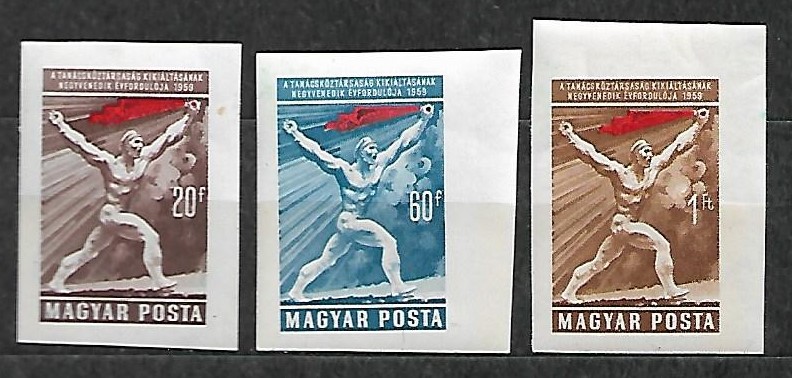 A TANÁCSKÖZTÁRSASÁG KIKIÁLTÁSÁNAK
NEGYVENEDIK ÉVFORDULÓJA 1959
20f
MAGYAR POSTA
A TANÁCSKÖZTÁRSASÁG KIKIÁLTÁSÁNAK
NEGYVENEDIK ÉVFORDULÓJA 1959
60f
MAGYAR POSTA
A TANÁCSKÖZTÁRSASÁG KIKIÁLTÁSÁNAK
NEGYVENEDIK ÉVFORDULÓJA 1959
1Ft
MAGYAR POSTA